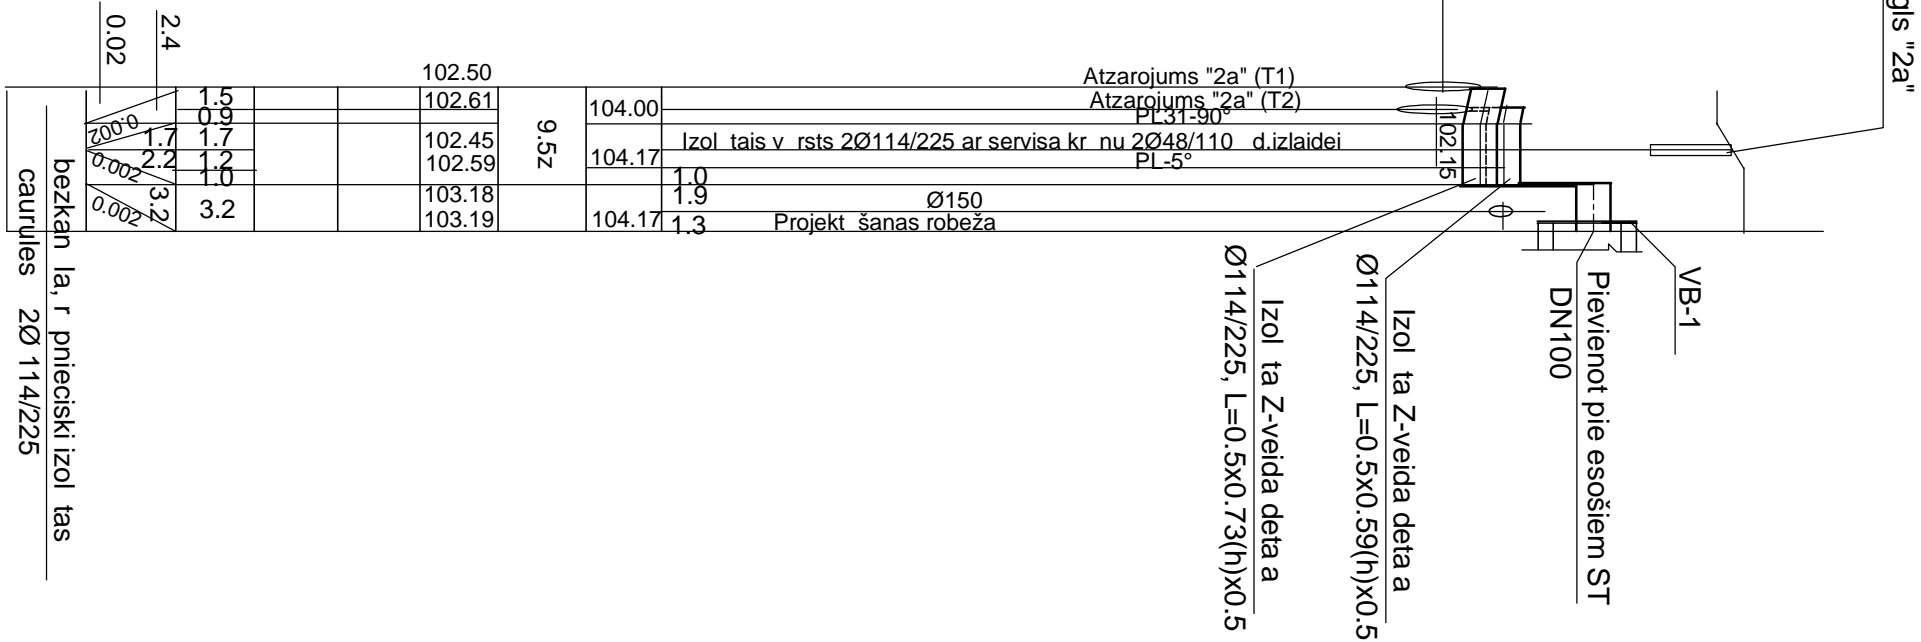 gls "2a"
0.02
2.4
102.50
Atzarojums "2a" (T1)
1.5
102.61
104.00
Atzarojums "2a" (T2)
0.9
PL31-90°
0.002
1.7
1.7
102.45
9.5z
Izol tais v rsts 2Ø114/225 ar servisa kr nu 2Ø48/110 d.izlaidei
102.15
0.002
2.2
1.2
102.59
104.17
PL-5°
1.0
1.0
0.002
3.2
3.2
103.18
1.9
Ø150
103.19
104.17
1.3
Projekt šanas robeža
bezkan la, r pnieciski izol tas
caurules 2Ø 114/225
Izol ta Z-veida deta a
Ø114/225, L=0.5x0.73(h)x0.5
Izol ta Z-veida deta a
Ø114/225, L=0.5x0.59(h)x0.5
Pievienot pie esošiem ST
DN100
VB-1